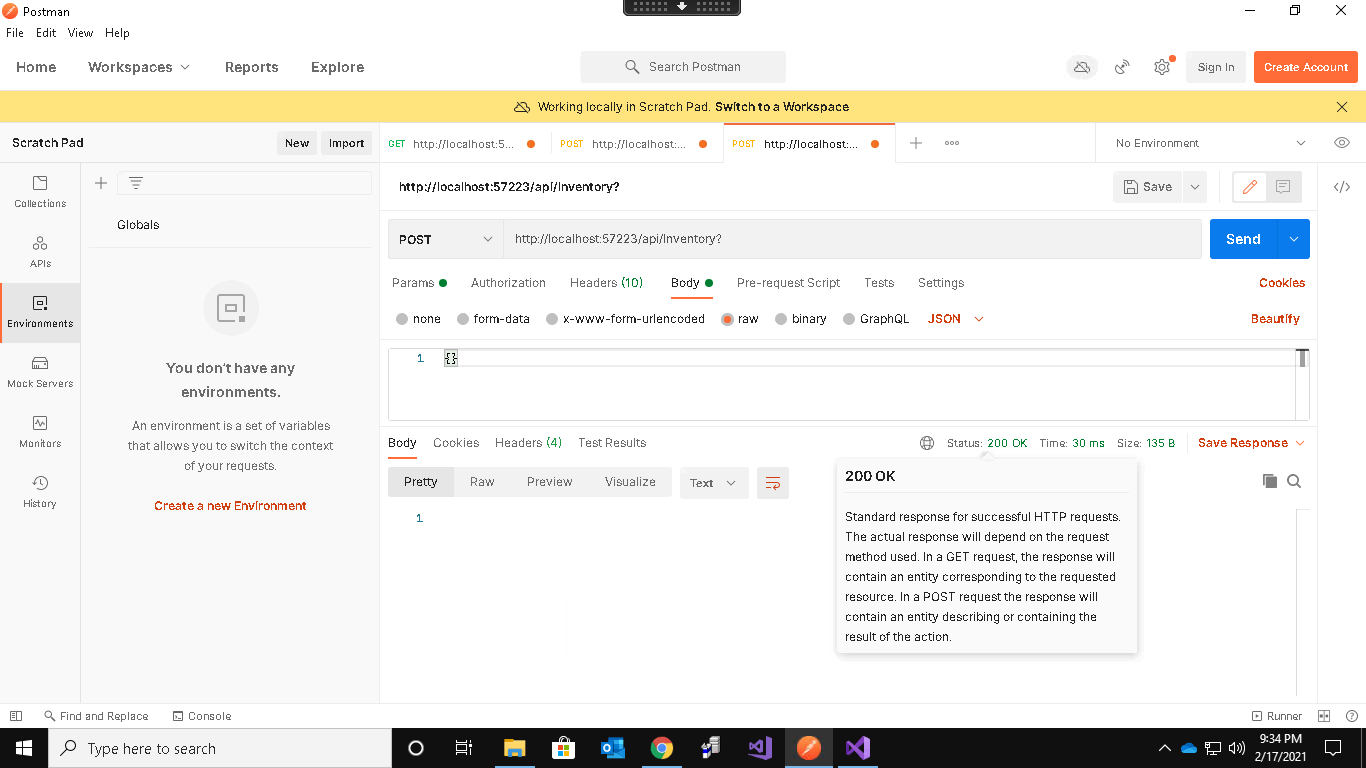 Postman
File Edit View Help
Home Workspaces Reports Explore Search Postman Sign In Create Account
Working locally in Scratch Pad. Switch to a Workspace
Scratch Pad New Import
GET http://localhost:5... POST http://localhost:... POST http://localhost:... No Environment
Collections
APIs
Environments
Mock Servers
Monitors
History
Globals
You don't have any
environments.
An environment is a set of variables
that allows you to switch the context
of your requests.
Create a new Environment
http://localhost:57223/api/Inventory? Save
POST http://localhost:57223/api/Inventory? Send
Params Authorization Headers (10) Body Pre-request Script Tests Settings Cookies
none form-data x-www-form-urlencoded raw binary GraphQL JSON Beautify
1 {}
Body Cookies Headers (4) Test Results Status: 200 OK Time: 30 ms Size: 135 B Save Response
Pretty Raw Preview Visualize Text
1
200 OK
Standard response for successful HTTP requests.
The actual response will depend on the request
method used. In a GET request, the response will
contain an entity corresponding to the requested
resource. In a POST request the response will
contain an entity describing or containing the
result of the action.
Find and Replace Console Runner
Type here to search
9:34 PM
2/17/2021